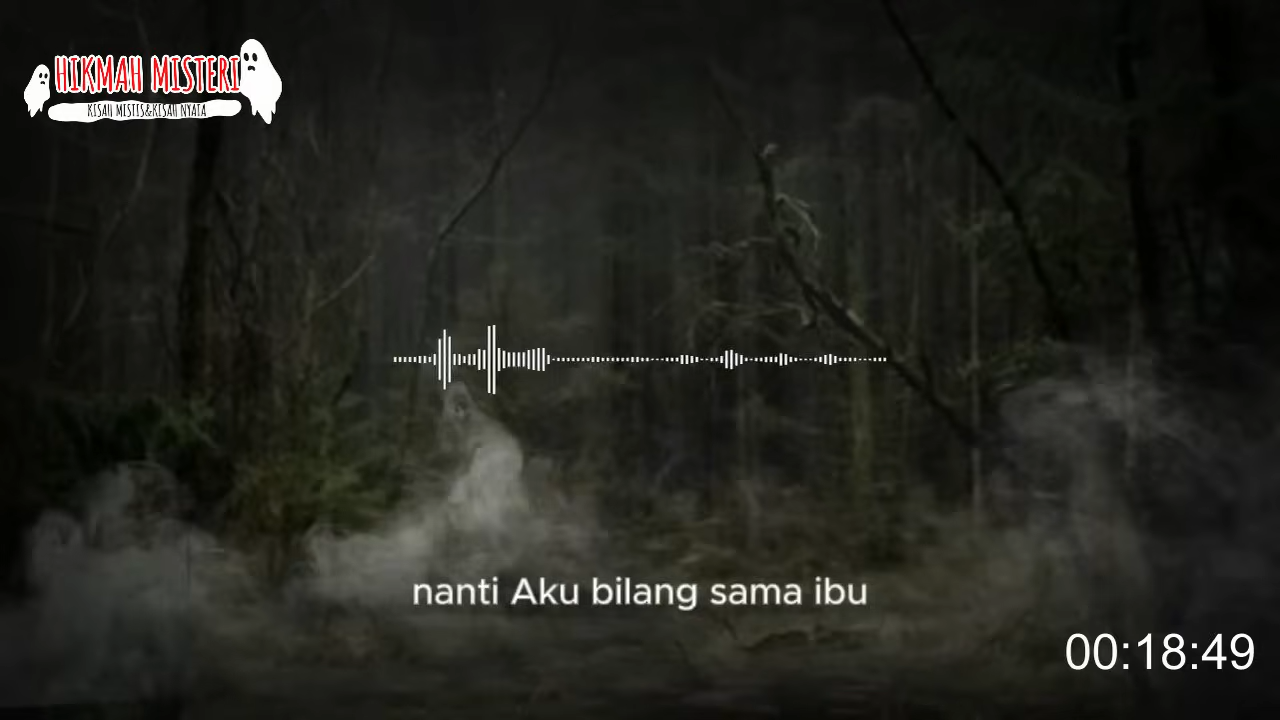 HIKMAH MISTERI
KISAH MISTIS&KISAH NYATA
nanti Aku bilang sama ibu
00:18:49